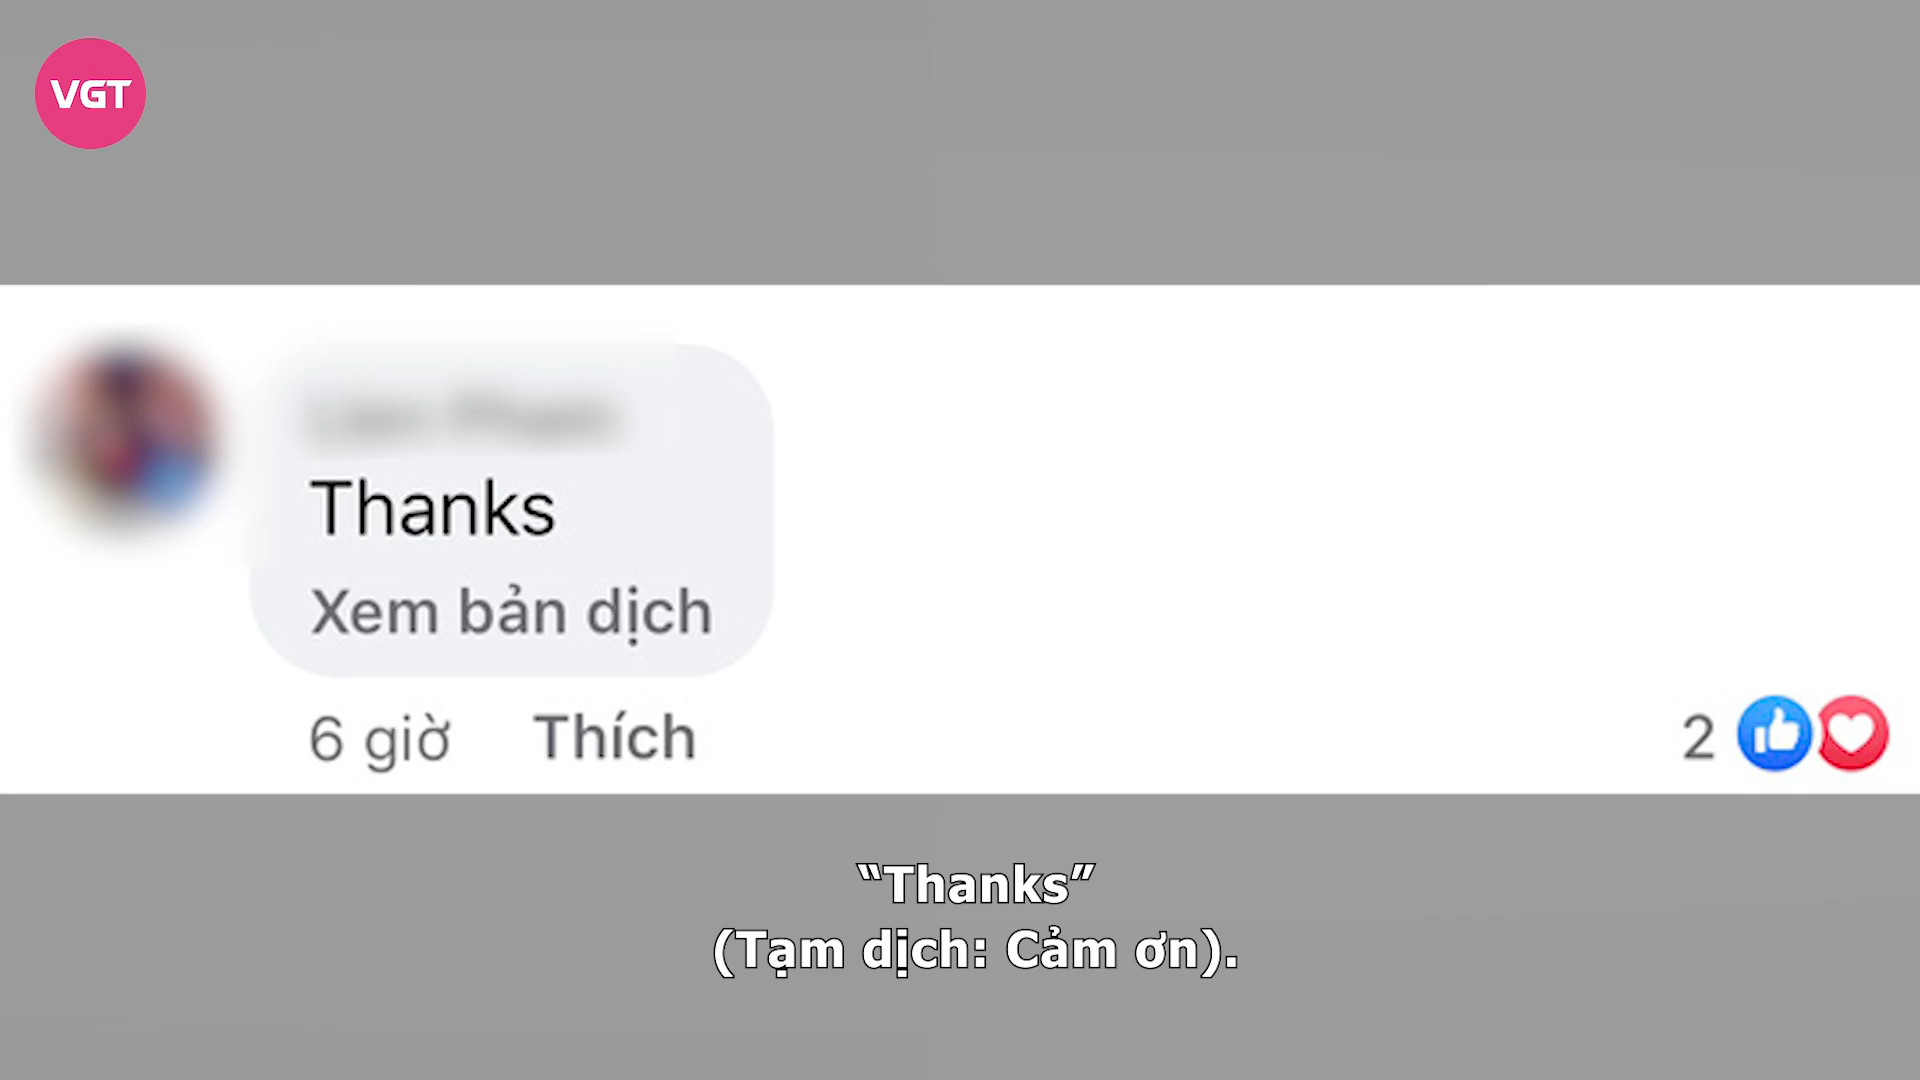 VGT
Thanks
Xem bản dịch
6 giờ Thích
2
“Thanks”
(Tạm dịch: Cảm ơn).